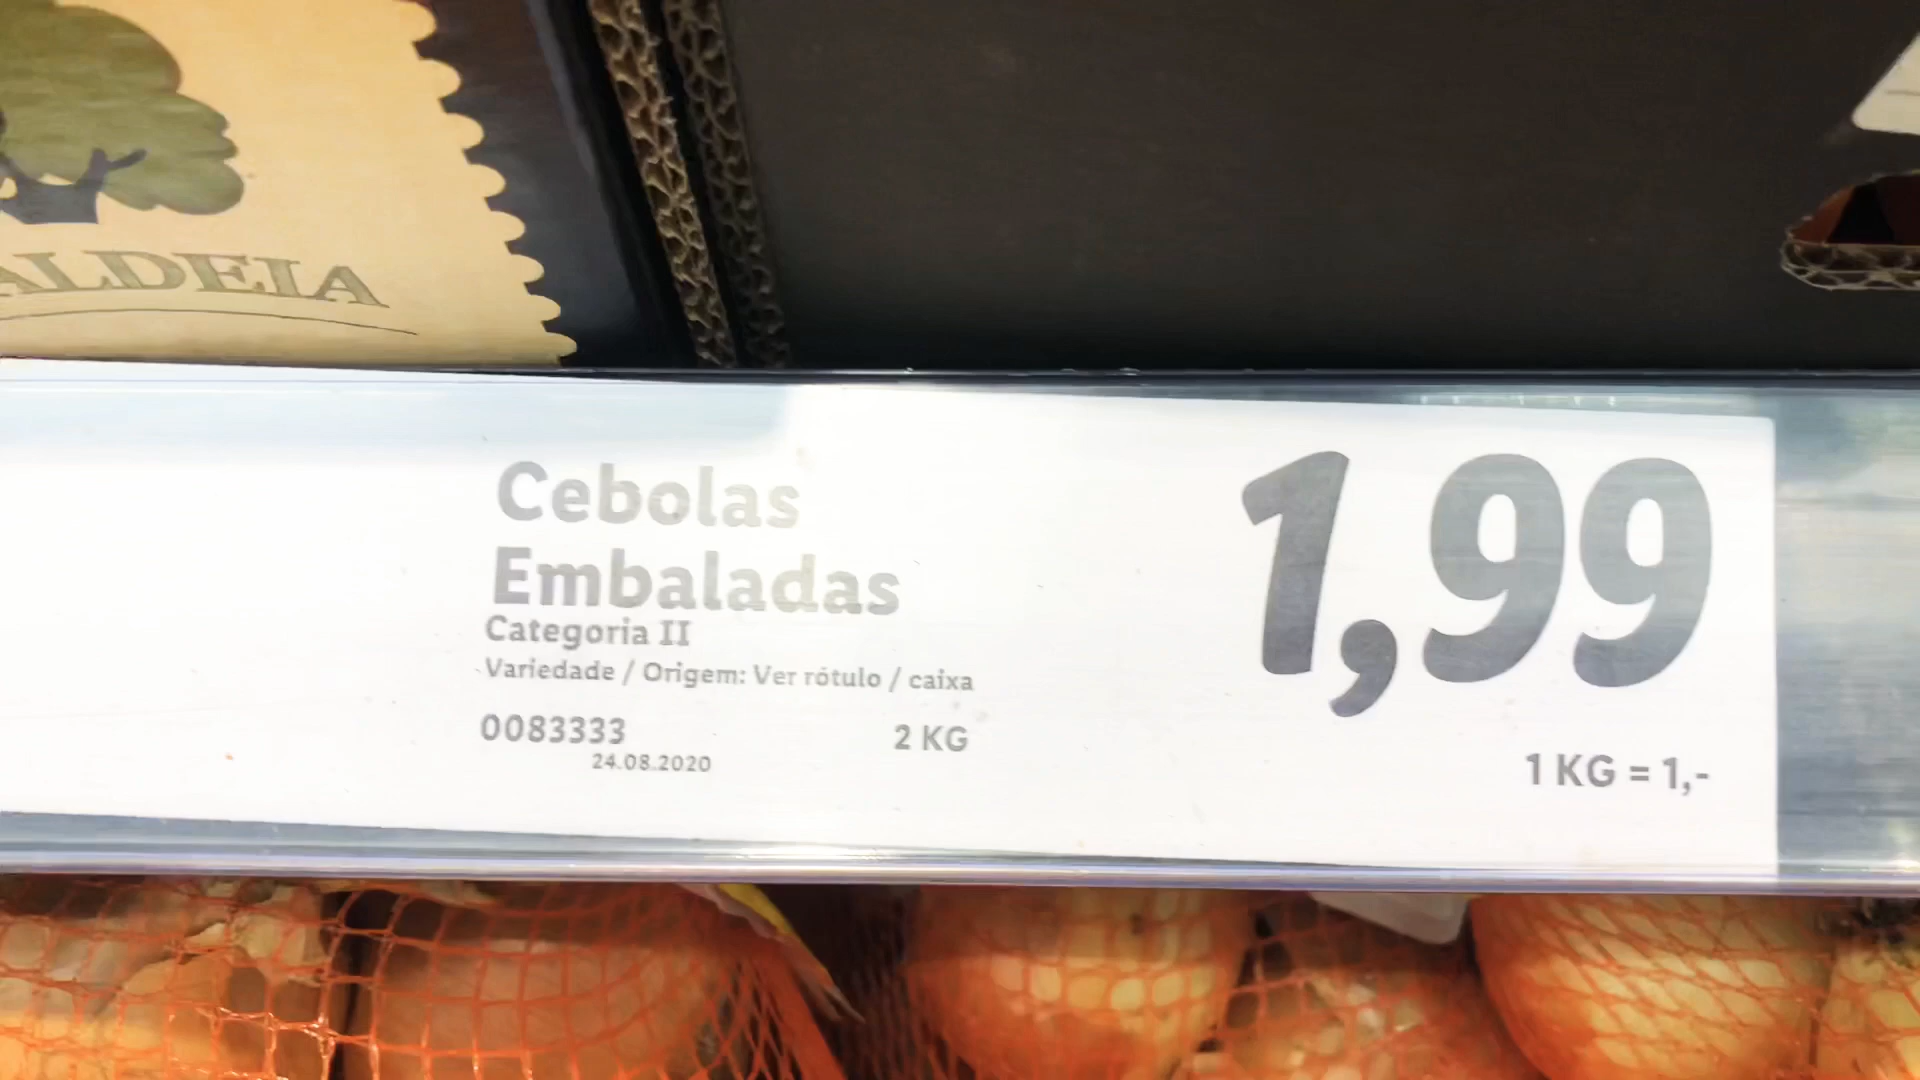 ALDEIA
Cebolas
Embaladas
Categoria II
Variedade / Origem: Ver rótulo / caixa
0083333 2 KG
24.08.2020
1,99
1 KG = 1,-